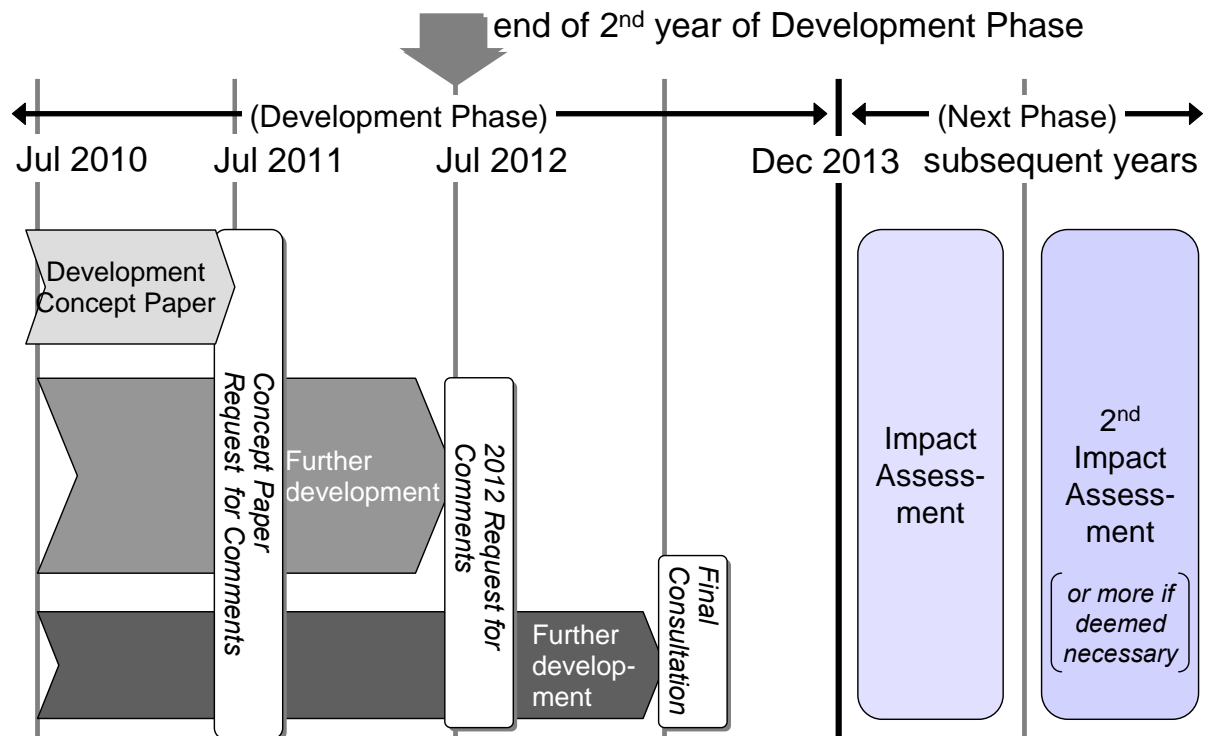 end of 2nd year of Development Phase
(Development Phase)
(Next Phase)
Jul 2010
Jul 2011
Jul 2012
Dec 2013
subsequent years
Development
Concept Paper
Concept Paper
Request for Comments
Further
development
2012 Request for
Comments
Further
develop-
ment
Final
Consultation
Impact
Assess-
ment
2nd
Impact
Assess-
ment
or more if
deemed
necessary